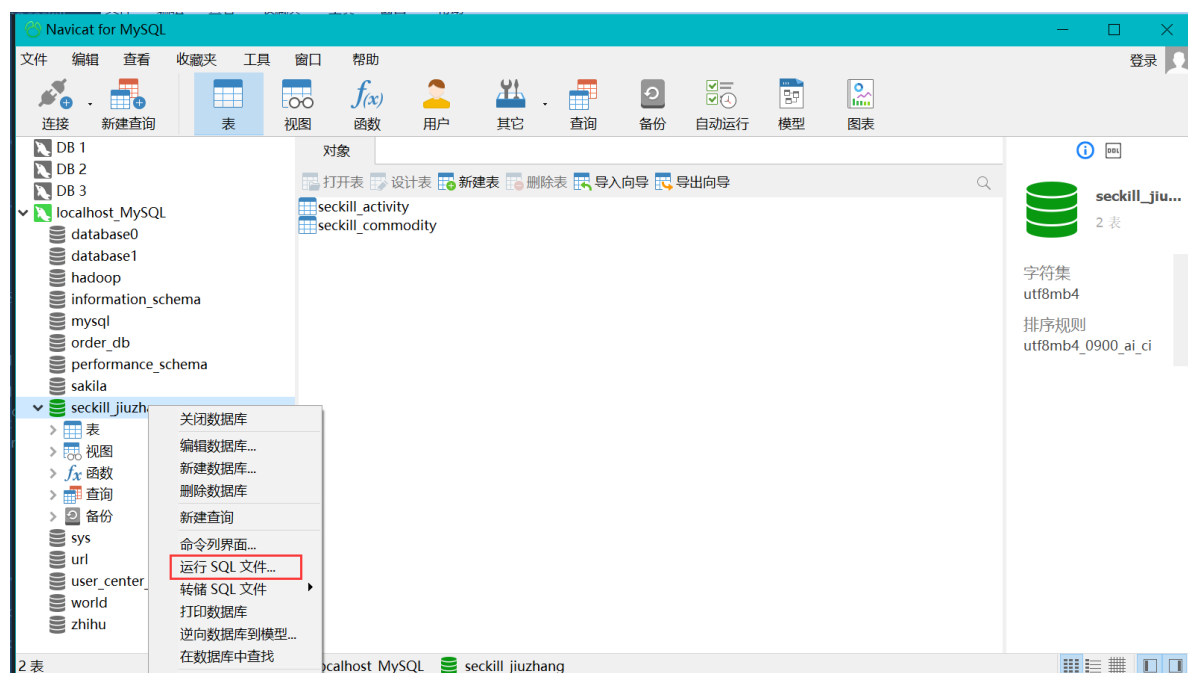 Navicat for MySQL
文件 编辑 查看 收藏夹 工具 窗口 帮助 登录
连接 新建查询 表 视图 函数 用户 其它 查询 备份 自动运行 模型 图表
DB 1
DB 2
DB 3
localhost_MySQL
database0
database1
hadoop
information_schema
mysql
order_db
performance_schema
sakila
seckill_jiuzh
表
视图
函数
查询
备份
sys
url
user_center_
world
zhihu
对象
打开表 设计表 新建表 删除表 导入向导 导出向导
seckill_activity
seckill_commodity
关闭数据库
编辑数据库...
新建数据库...
删除数据库
新建查询
命令列界面...
运行 SQL 文件...
转储 SQL 文件
打印数据库
逆向数据库到模型...
在数据库中查找
DDL
seckill_jiu...
2 表
字符集
utf8mb4
排序规则
utf8mb4_0900_ai_ci
2 表 ocalhost_MySQL seckill_jiuzhang